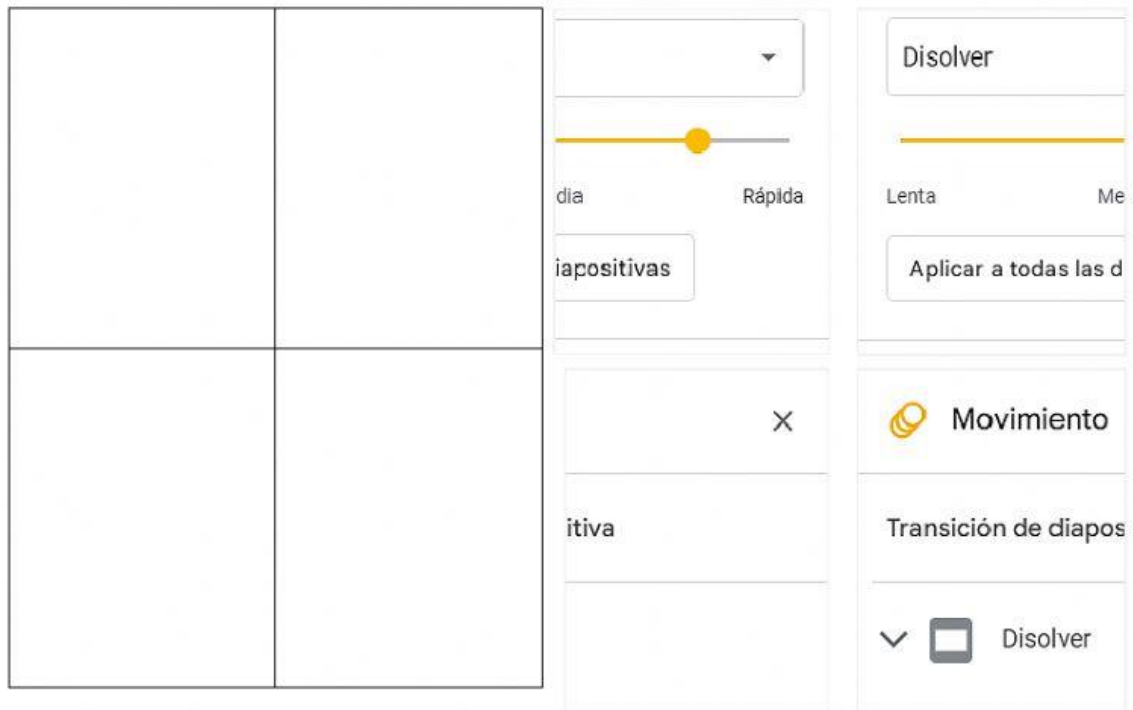 Disolver
dia Rápida
Lenta Me
iapositivas
Aplicar a todas las d
Movimiento
itiva
Transición de diapos
Disolver